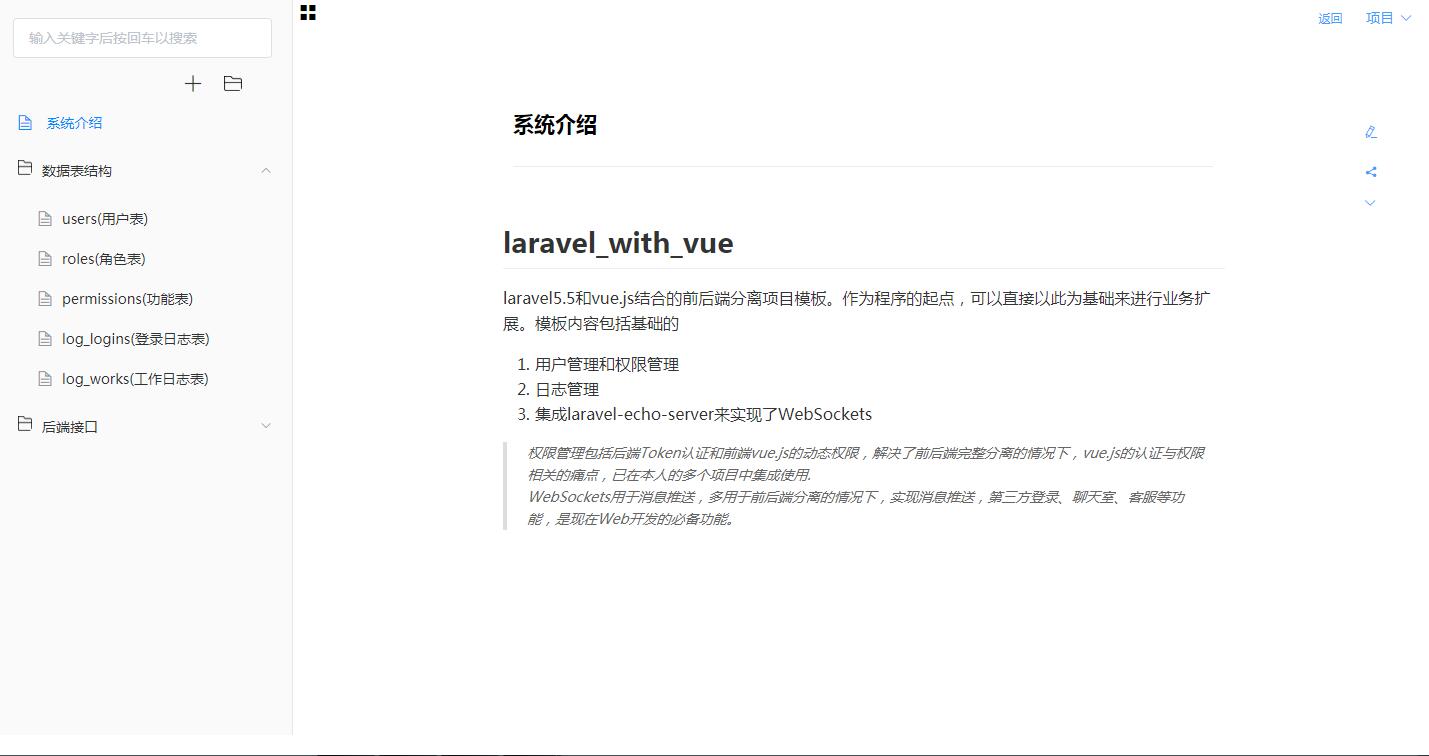 输入关键字后按回车以搜索
系统介绍
数据表结构
users(用户表)
roles(角色表)
permissions(功能表)
log_logins(登录日志表)
log_works(工作日志表)
后端接口
返回 项目
系统介绍
laravel_with_vue
laravel5.5和vue.js结合的前后端分离项目模板。作为程序的起点，可以直接以此为基础来进行业务扩
展。模板内容包括基础的
1. 用户管理和权限管理
2. 日志管理
3. 集成laravel-echo-server来实现了WebSockets
权限管理包括后端Token认证和前端vue.js的动态权限，解决了前后端完整分离的情况下，vue.js的认证与权限
相关的痛点，已在本人的多个项目中集成使用.
WebSockets用于消息推送，多用于前后端分离的情况下，实现消息推送，第三方登录、聊天室、客服等功
能，是现在Web开发的必备功能。